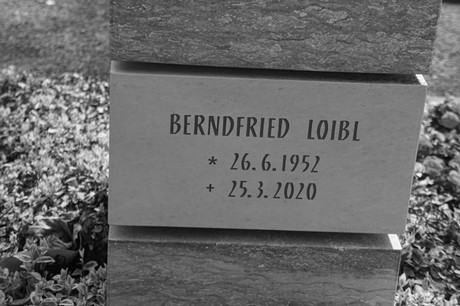 BERNDFRIED LOIBL
* 26.6.1952
+ 25.3.2020